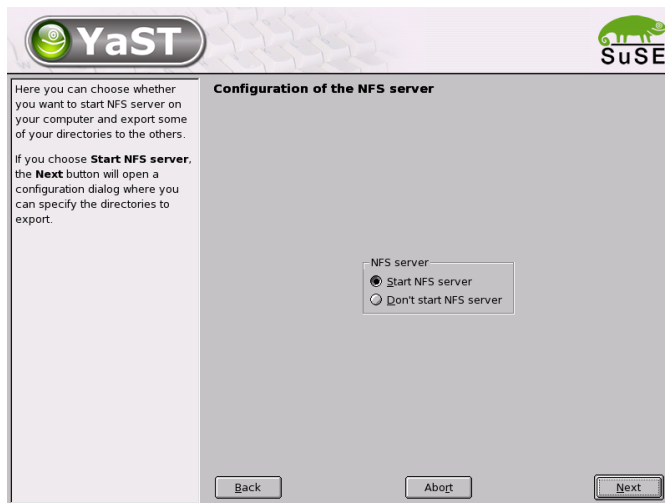 YaST
SuSE
Here you can choose whether
you want to start NFS server on
your computer and export some
of your directories to the others.
If you choose Start NFS server,
the Next button will open a
configuration dialog where you
can specify the directories to
export.
Configuration of the NFS server
NFS server
Start NFS server
Don't start NFS server
Back
Abort
Next